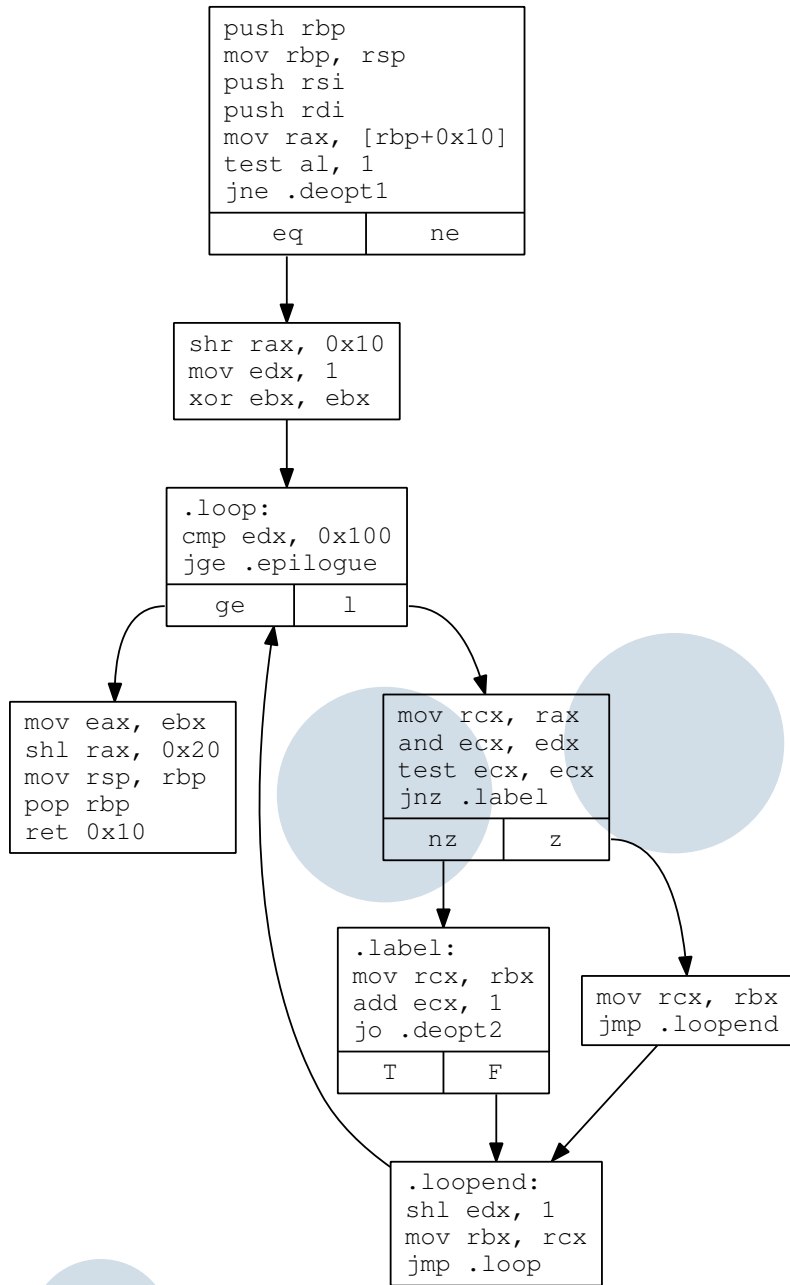 push rbp
mov rbp, rsp
push rsi
push rdi
mov rax, [rbp+0x10]
test al, 1
jne .deopt1
eq ne
shr rax, 0x10
mov edx, 1
xor ebx, ebx
.loop:
cmp edx, 0x100
jge .epilogue
ge l
mov eax, ebx
shl rax, 0x20
mov rsp, rbp
pop rbp
ret 0x10
mov rcx, rax
and ecx, edx
test ecx, ecx
jnz .label
nz z
.label:
mov rcx, rbx
add ecx, 1
jo .deopt2
T F
mov rcx, rbx
jmp .loopend
.loopend:
shl edx, 1
mov rbx, rcx
jmp .loop